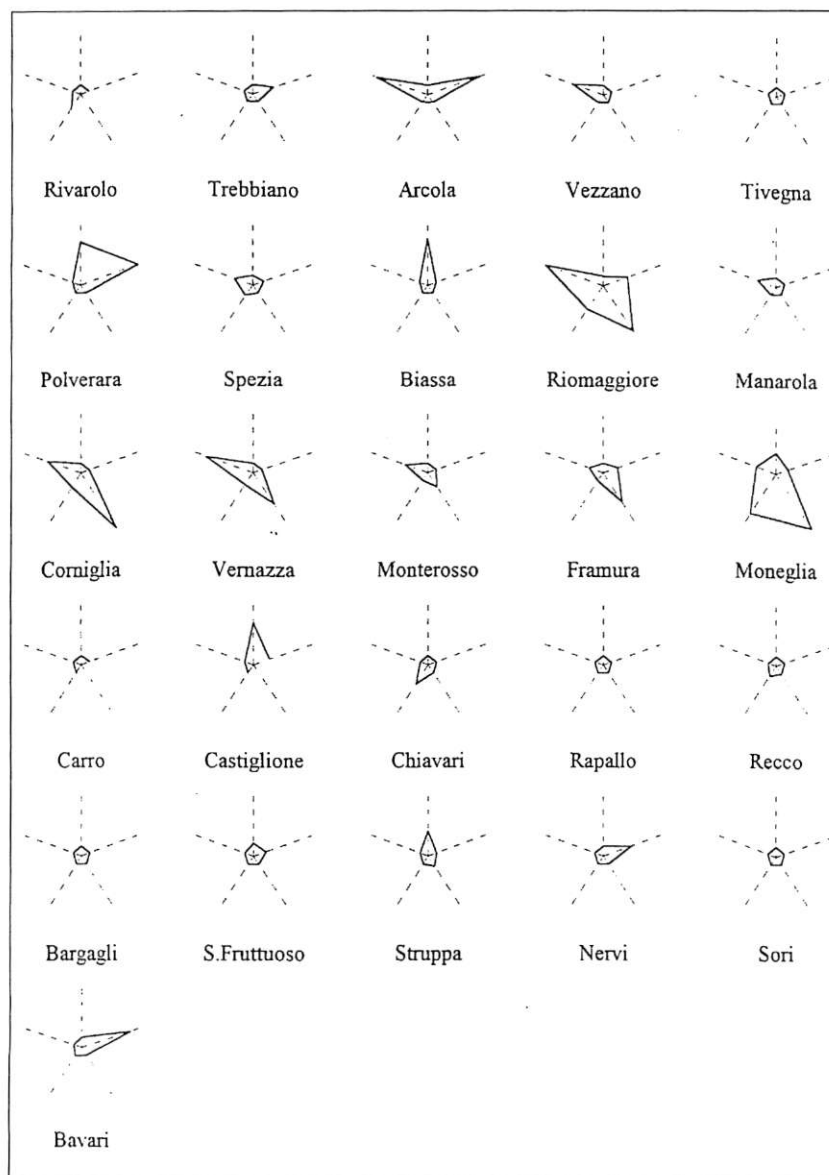 Rivarolo Trebbiano Arcola Vezzano Tivegna
Polverara Spezia Biassa Riomaggiore Manarola
Corniglia Vernazza Monterosso Framura Moneglia
Carro Castiglione Chiavari Rapallo Recco
Bargagli S.Fruttuoso Struppa Nervi Sori
Bavari